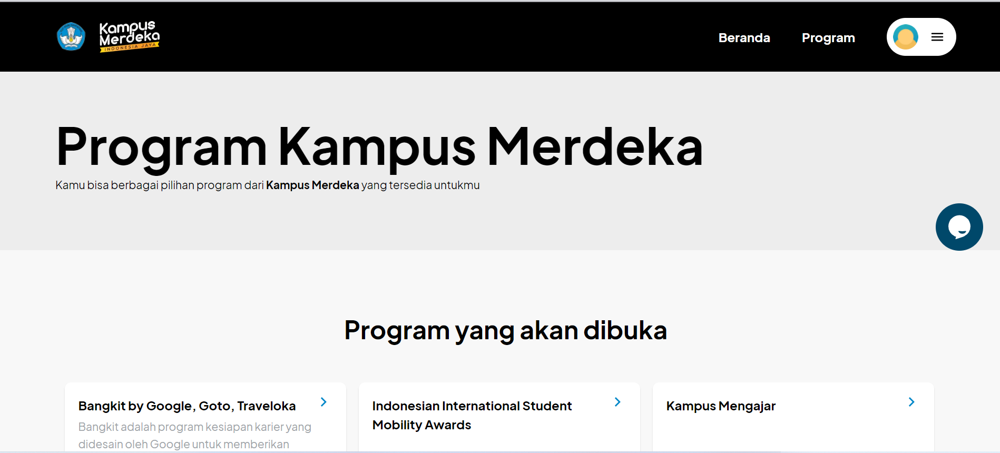 Kampus
Merdeka
INDONESIA JAYA
Beranda
Program
Program Kampus Merdeka
Kamu bisa berbagai pilihan program dari Kampus Merdeka yang tersedia untukmu
Program yang akan dibuka
Bangkit by Google, Goto, Traveloka
Bangkit adalah program kesiapan karier yang
didesain oleh Google untuk memberikan
Indonesian International Student
Mobility Awards
Kampus Mengajar